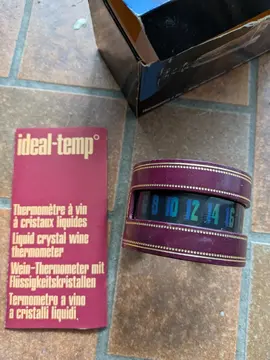 ideal-temp°
Thermomètre à vin
à cristaux liquides
Liquid crystal wine
thermometer
Wein-Thermometer mit
Flüssigkeitskristallen
Termometro a vino
a cristalli liquidi
8 10 12 14 16